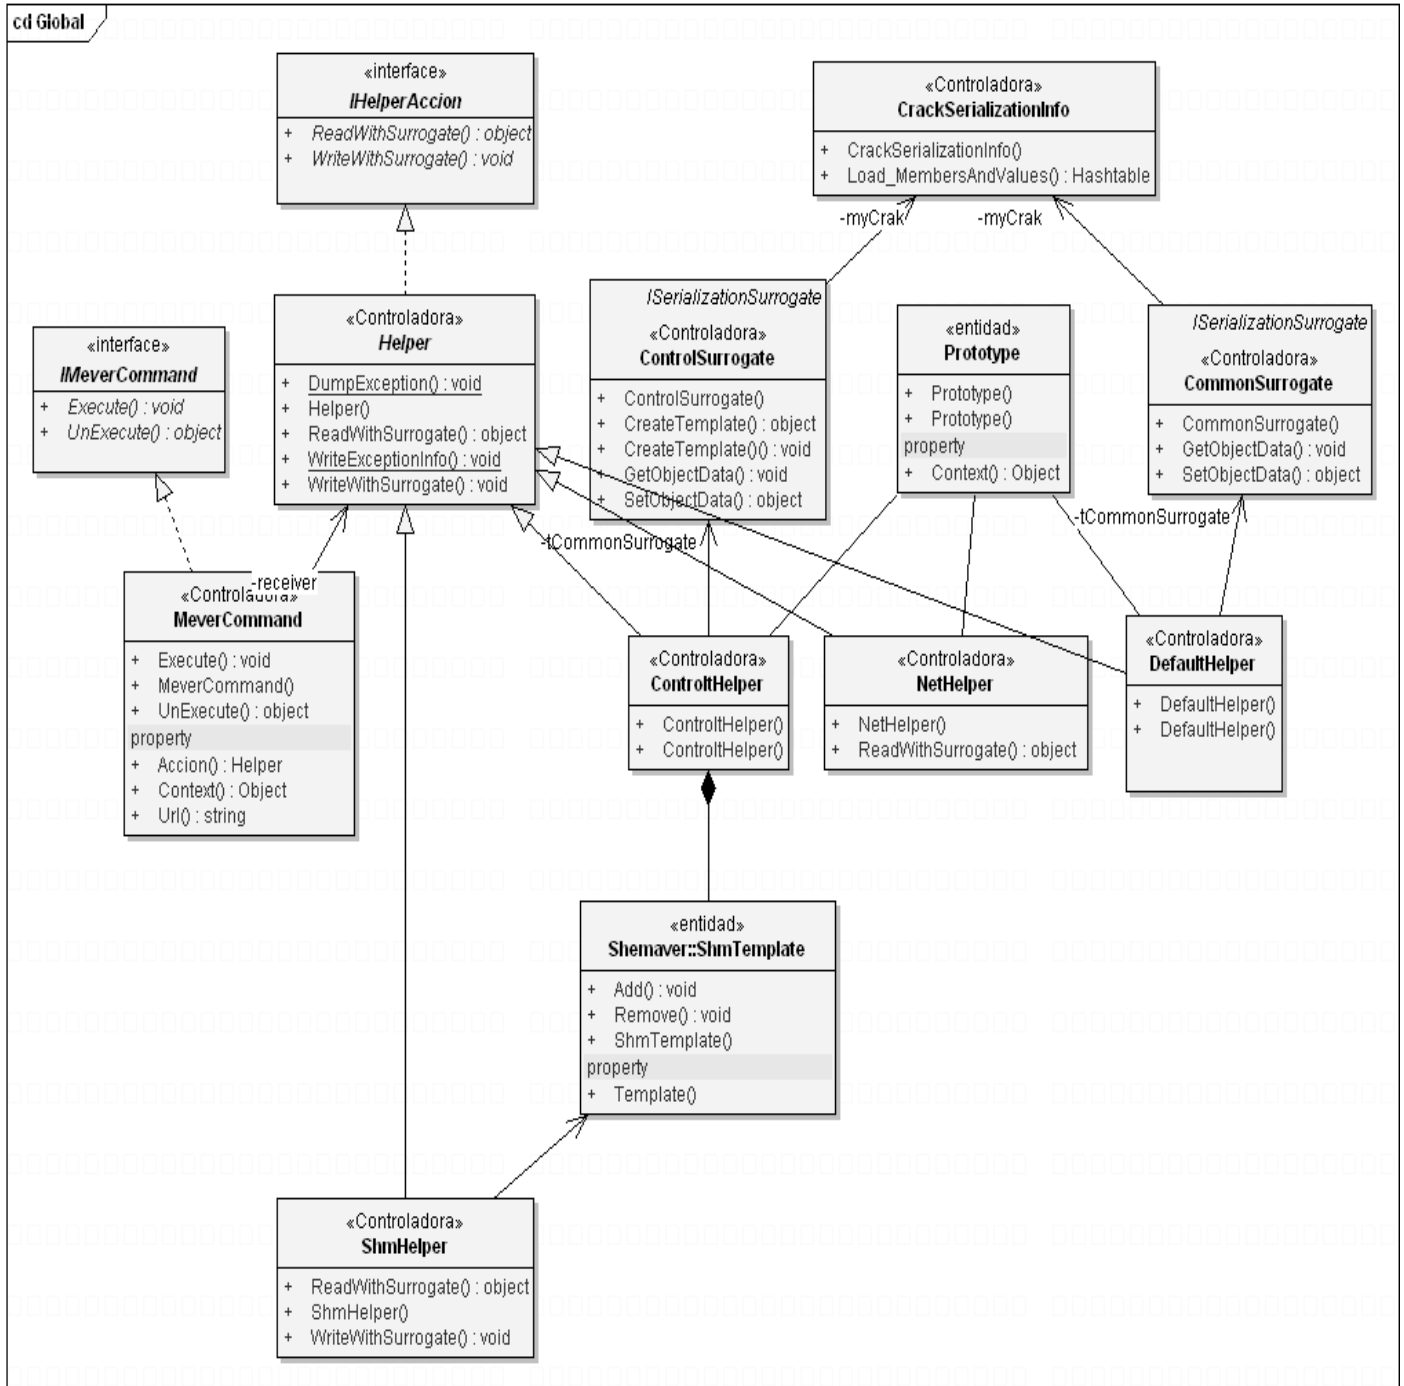 cd Global
«interface»
IHelperAccion
+ ReadWithSurrogate() : object
+ WriteWithSurrogate() : void
«Controladora»
CrackSerializationInfo
+ CrackSerializationInfo()
+ Load_MembersAndValues() : Hashtable
-myCrak
-myCrak
«interface»
IMeverCommand
+ Execute() : void
+ UnExecute() : object
«Controladora»
Helper
+ DumpException() : void
+ Helper()
+ ReadWithSurrogate() : object
+ WriteExceptionInfo() : void
+ WriteWithSurrogate() : void
ISerializationSurrogate
«Controladora»
ControlSurrogate
+ ControlSurrogate()
+ CreateTemplate() : object
+ CreateTemplate()() : void
+ GetObjectData() : void
+ SetObjectData() : object
«entidad»
Prototype
+ Prototype()
+ Prototype()
property
+ Context() : Object
ISerializationSurrogate
«Controladora»
CommonSurrogate
+ CommonSurrogate()
+ GetObjectData() : void
+ SetObjectData() : object
-tCommonSurrogate
-tCommonSurrogate
-receiver
«Controladora»
MeverCommand
+ Execute() : void
+ MeverCommand()
+ UnExecute() : object
property
+ Accion() : Helper
+ Context() : Object
+ Url() : string
«Controladora»
ControltHelper
+ ControltHelper()
+ ControltHelper()
«Controladora»
NetHelper
+ NetHelper()
+ ReadWithSurrogate() : object
«Controladora»
DefaultHelper
+ DefaultHelper()
+ DefaultHelper()
«entidad»
Shemaver::ShmTemplate
+ Add() : void
+ Remove() : void
+ ShmTemplate()
property
+ Template()
«Controladora»
ShmHelper
+ ReadWithSurrogate() : object
+ ShmHelper()
+ WriteWithSurrogate() : void